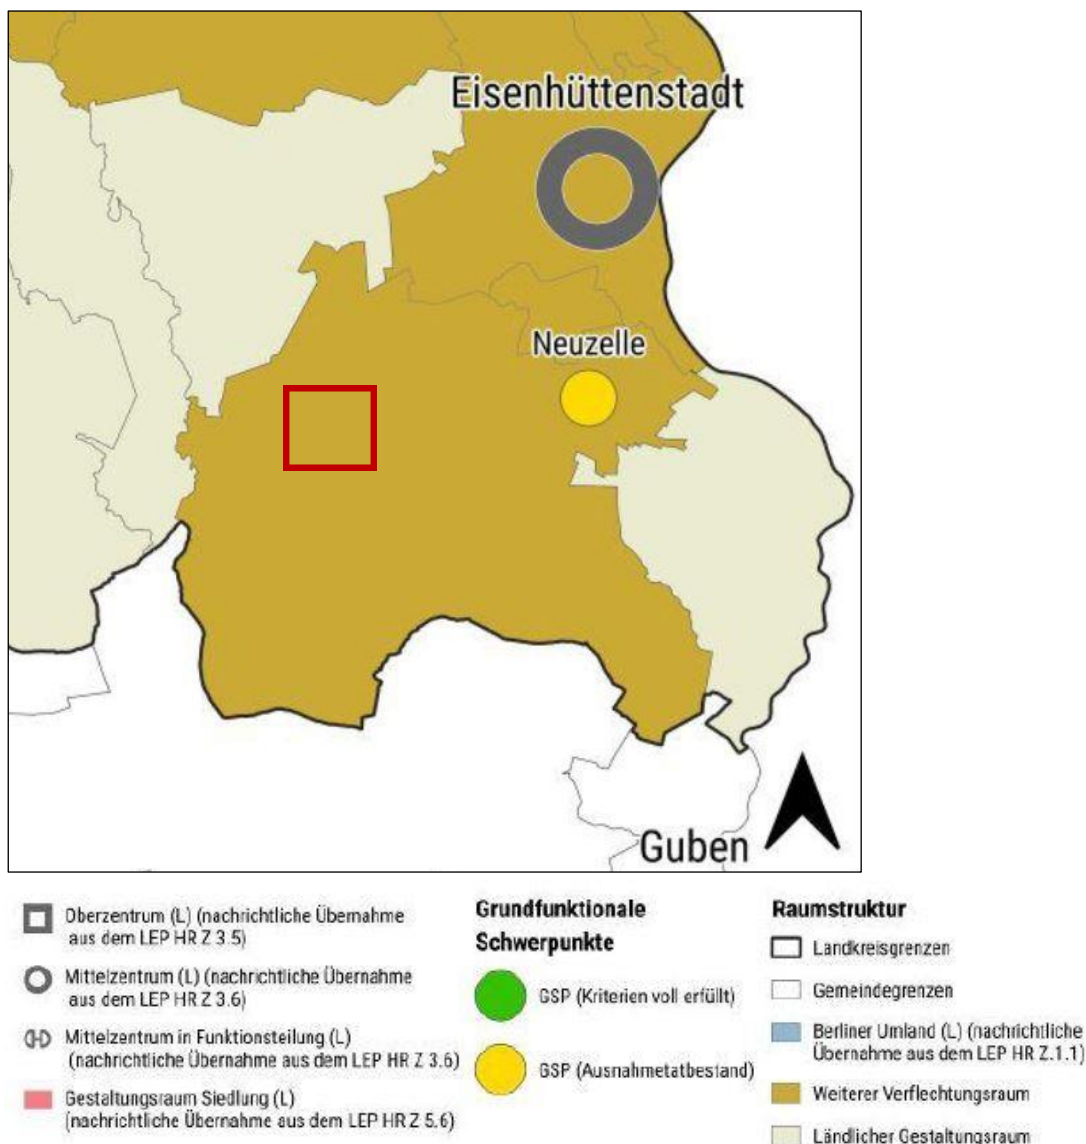 Eisenhüttenstadt
Neuzelle
Guben
Oberzentrum (L) (nachrichtliche Übernahme
aus dem LEP HR Z 3.5)
Mittelzentrum (L) (nachrichtliche Übernahme
aus dem LEP HR Z 3.6)
Mittelzentrum in Funktionsteilung (L)
(nachrichtliche Übernahme aus dem LEP HR Z 3.6)
Gestaltungsraum Siedlung (L)
(nachrichtliche Übernahme aus dem LEP HR Z 5.6)
Grundfunktionale
Schwerpunkte
GSP (Kriterien voll erfüllt)
GSP (Ausnahmetatbestand)
Raumstruktur
Landkreisgrenzen
Gemeindegrenzen
Berliner Umland (L) (nachrichtliche
Übernahme aus dem LEP HR Z.1.1)
Weiterer Verflechtungsraum
Ländlicher Gestaltungsraum